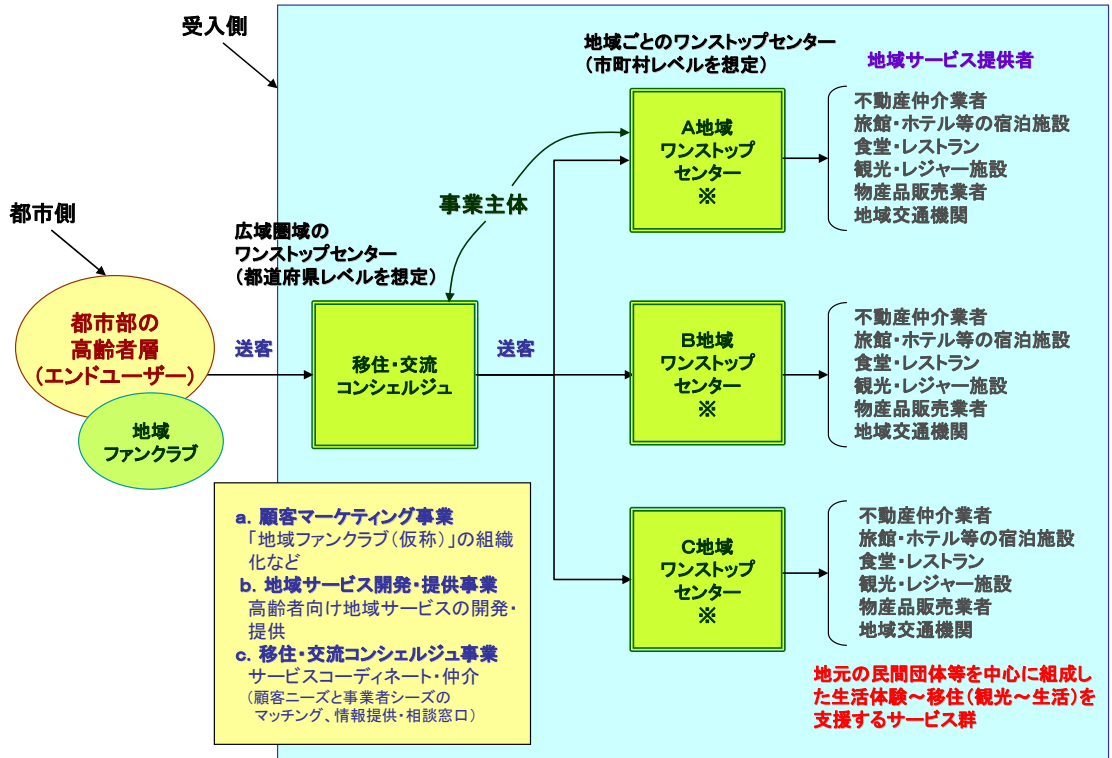 受入側
地域ごとのワンストップセンター
（市町村レベルを想定）
地域サービス提供者
A地域
ワンストップ
センター
※
不動産仲介業者
旅館・ホテル等の宿泊施設
食堂・レストラン
観光・レジャー施設
物産品販売業者
地域交通機関
事業主体
都市側
広域圏域の
ワンストップセンター
（都道府県レベルを想定）
都市部の
高齢者層
（エンドユーザー）
地域
ファンクラブ
送客
移住・交流
コンシェルジュ
送客
B地域
ワンストップ
センター
※
不動産仲介業者
旅館・ホテル等の宿泊施設
食堂・レストラン
観光・レジャー施設
物産品販売業者
地域交通機関
a．顧客マーケティング事業
「地域ファンクラブ（仮称）」の組織
化など
b．地域サービス開発・提供事業
高齢者向け地域サービスの開発・
提供
c．移住・交流コンシェルジュ事業
サービスコーディネート・仲介
（顧客ニーズと事業者シーズの
マッチング、情報提供・相談窓口）
C地域
ワンストップ
センター
※
不動産仲介業者
旅館・ホテル等の宿泊施設
食堂・レストラン
観光・レジャー施設
物産品販売業者
地域交通機関
地元の民間団体等を中心に組成し
た生活体験～移住（観光～生活）を
支援するサービス群